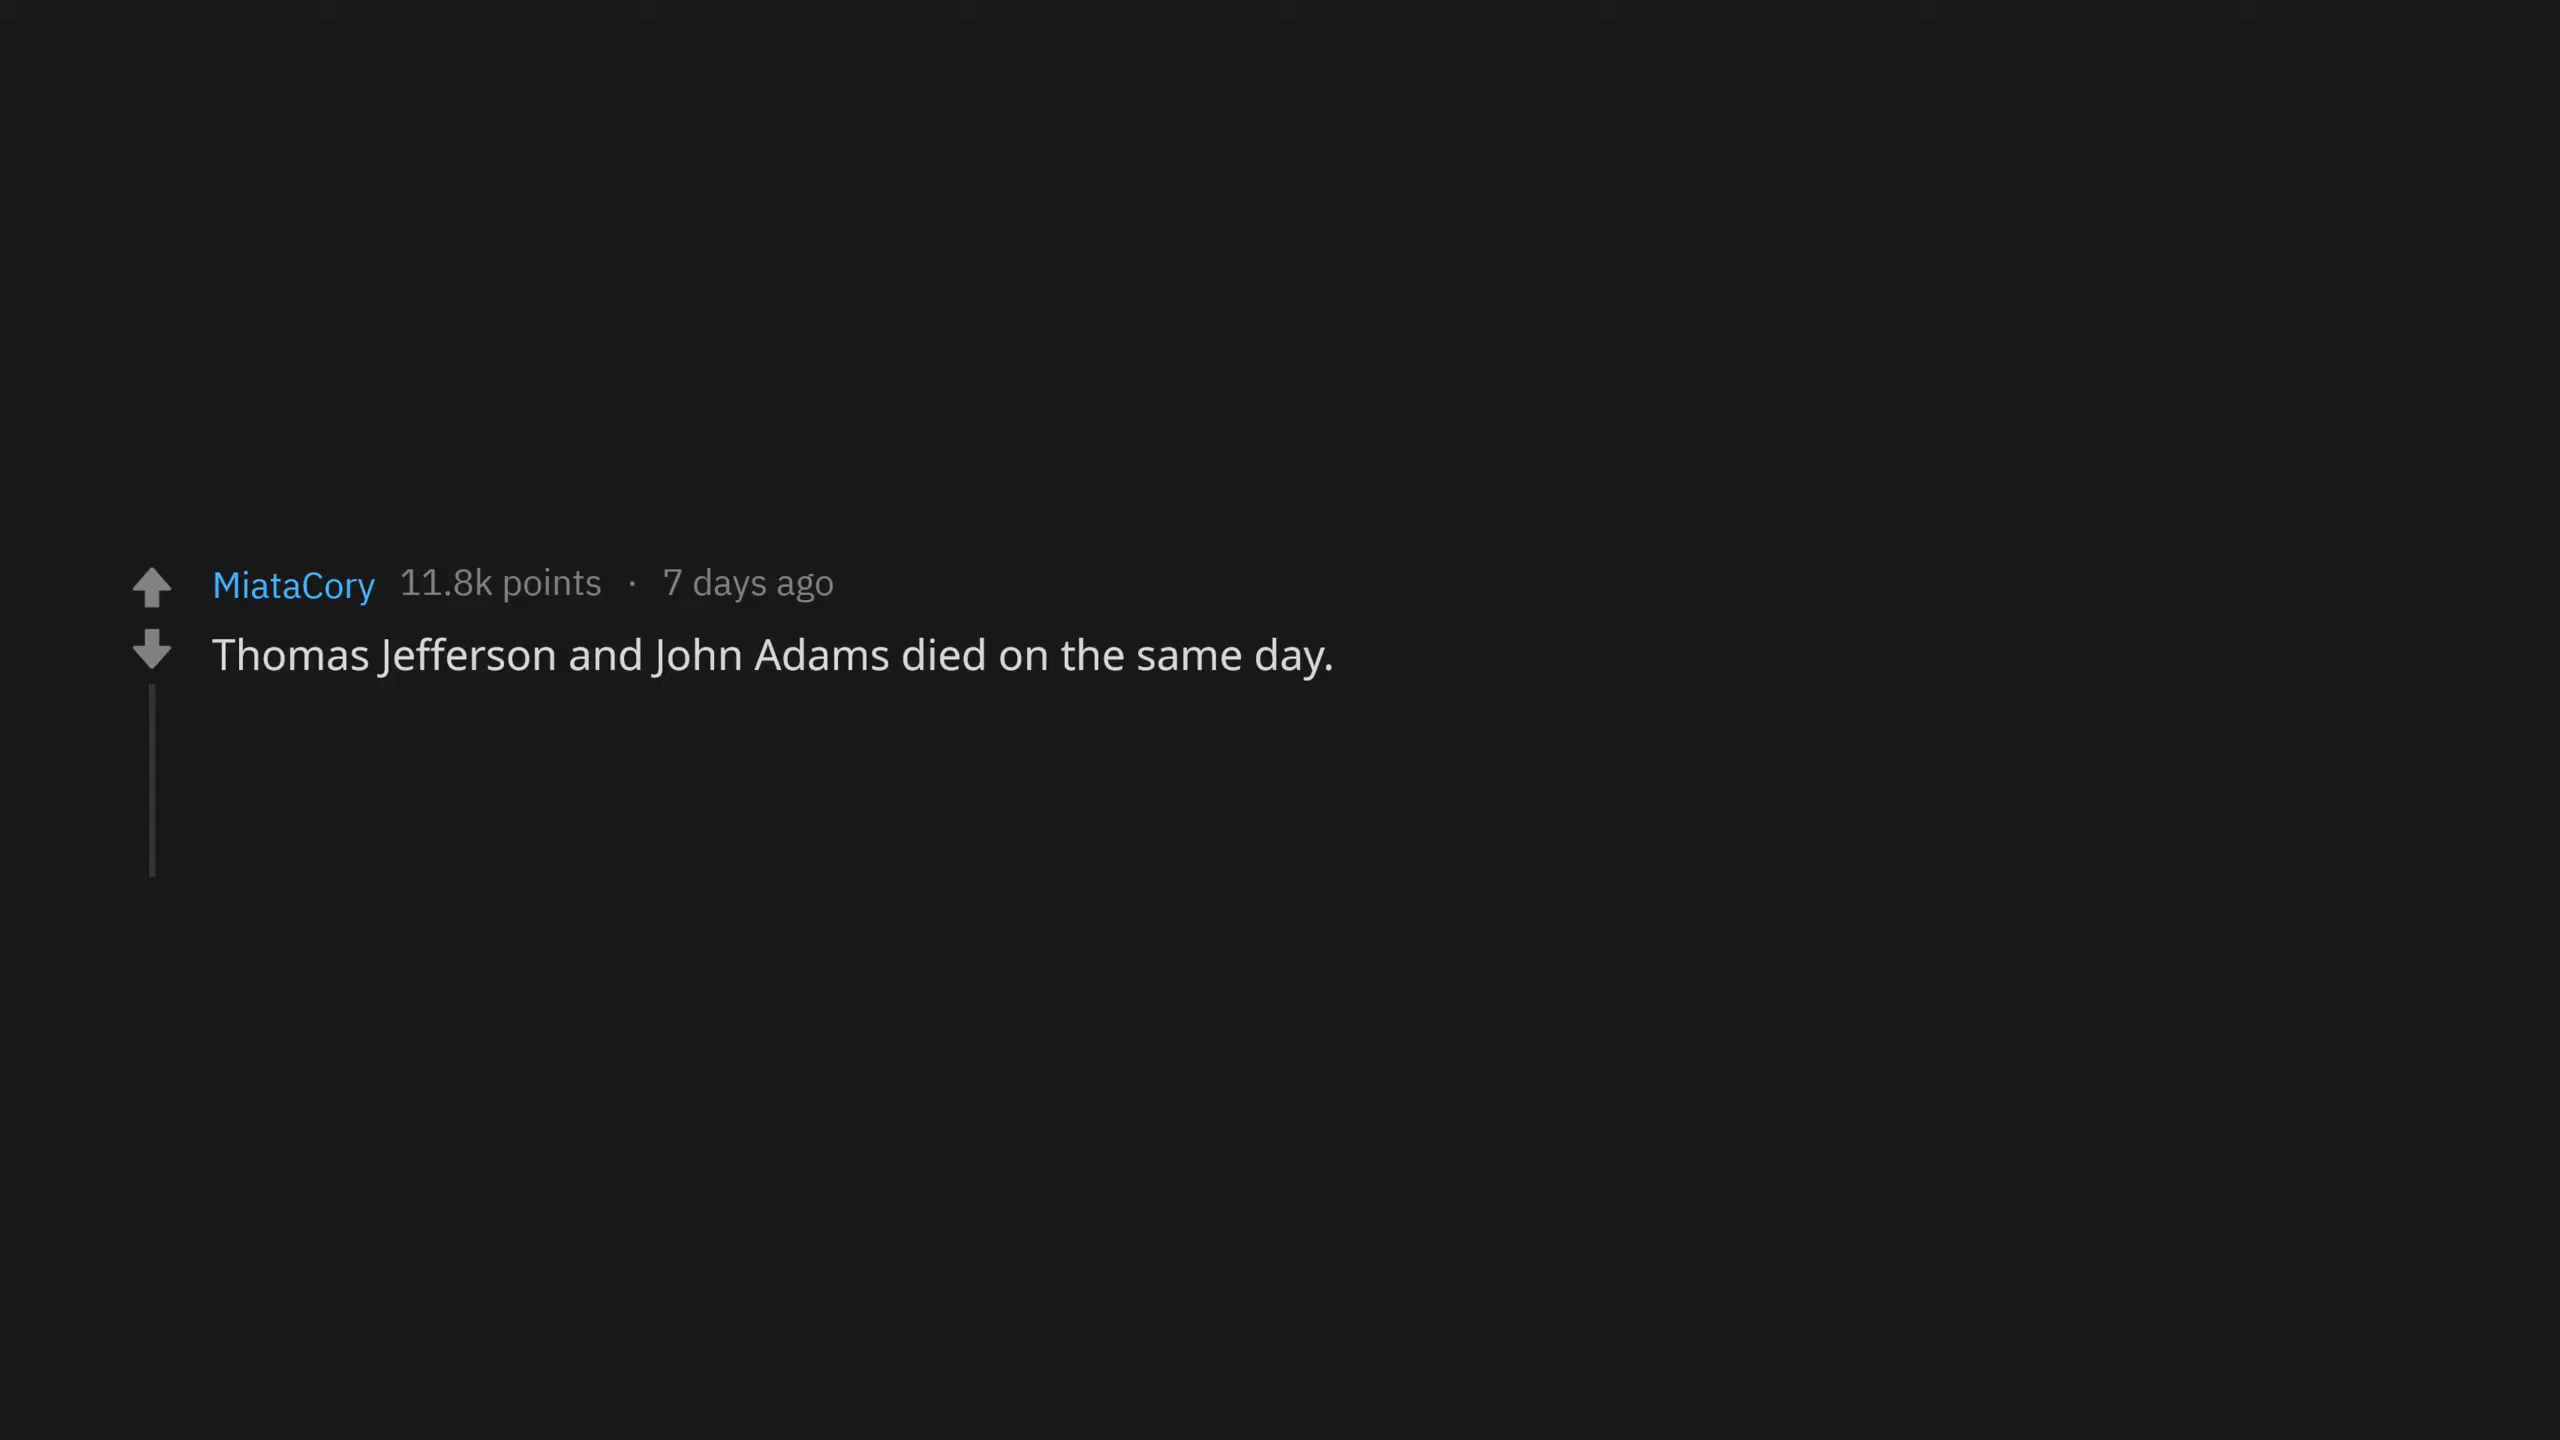 MiataCory 11.8k points · 7 days ago
Thomas Jefferson and John Adams died on the same day.